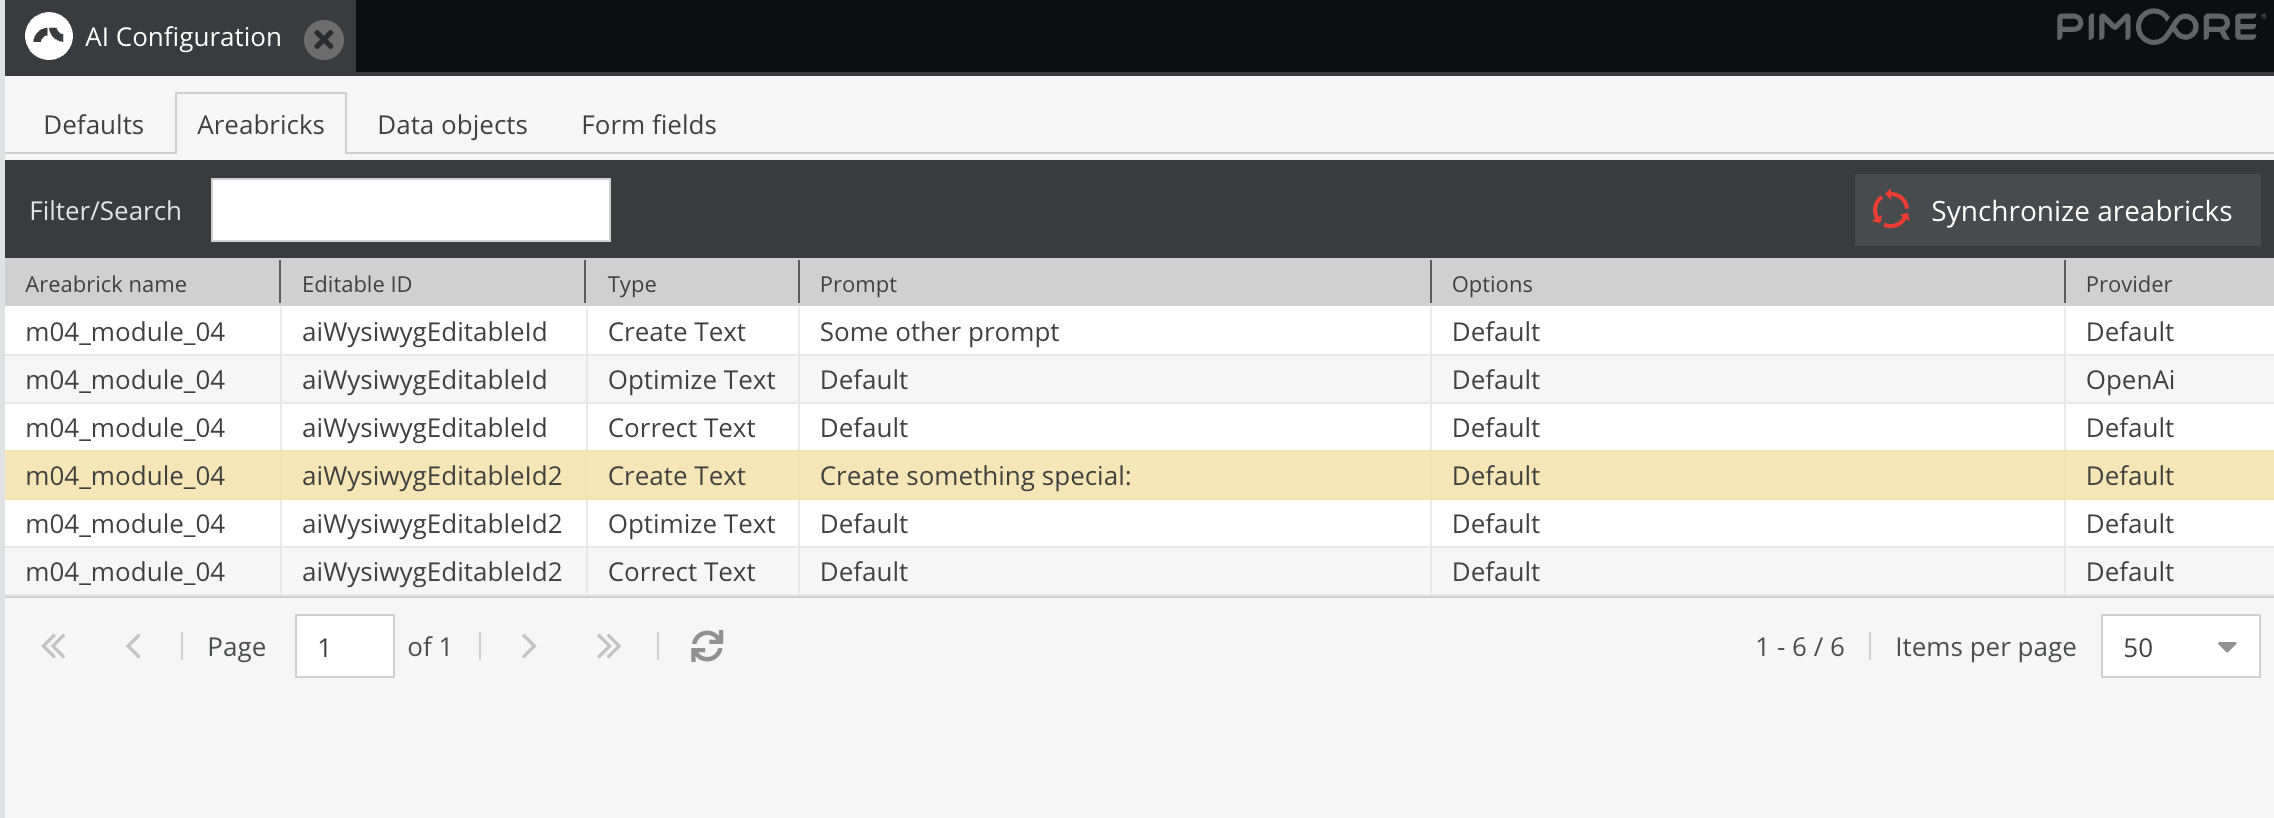 AI Configuration
PIMCORE
Defaults Areabricks Data objects Form fields
Filter/Search Synchronize areabricks
Areabrick name Editable ID Type Prompt Options Provider
m04_module_04 aiWysiwygEditableId Create Text Some other prompt Default Default
m04_module_04 aiWysiwygEditableId Optimize Text Default Default OpenAi
m04_module_04 aiWysiwygEditableId Correct Text Default Default Default
m04_module_04 aiWysiwygEditableId2 Create Text Create something special: Default Default
m04_module_04 aiWysiwygEditableId2 Optimize Text Default Default Default
m04_module_04 aiWysiwygEditableId2 Correct Text Default Default Default
Page 1 of 1 1 - 6 / 6 Items per page 50